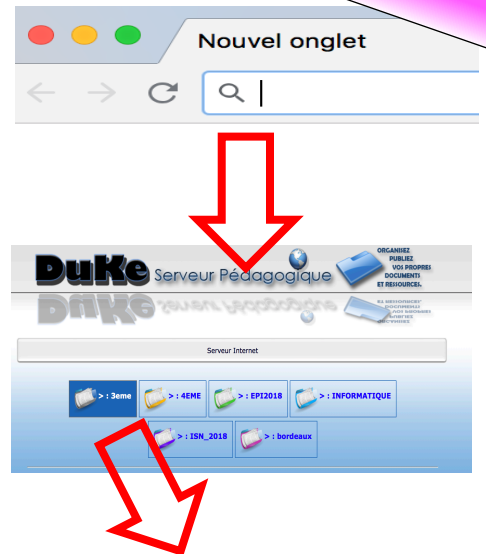 Nouvel onglet
DuKe Serveur Pédagogique
ORGANISEZ
PUBLIEZ
VOS PROPRES
DOCUMENTS
ET RESSOURCES.
Serveur Internet
> : 3eme > : 4EME > : EPI2018 > : INFORMATIQUE
> : ISN_2018 > : bordeaux